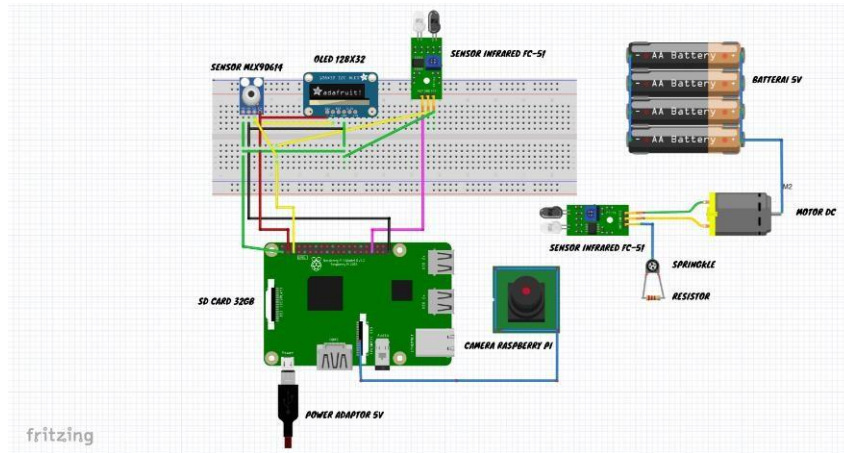 SENSOR MLX90614
OLED 128X32
SENSOR INFRARED FC-51
adafruit!
AA Battery
AA Battery
AA Battery
AA Battery
BATTERAI 5V
M2
MOTOR DC
SENSOR INFRARED FC-51
SPRINGKLE
RESISTOR
SD CARD 32GB
CAMERA RASPBERRY PI
Power
HDMI
POWER ADAPTOR 5V
fritzing